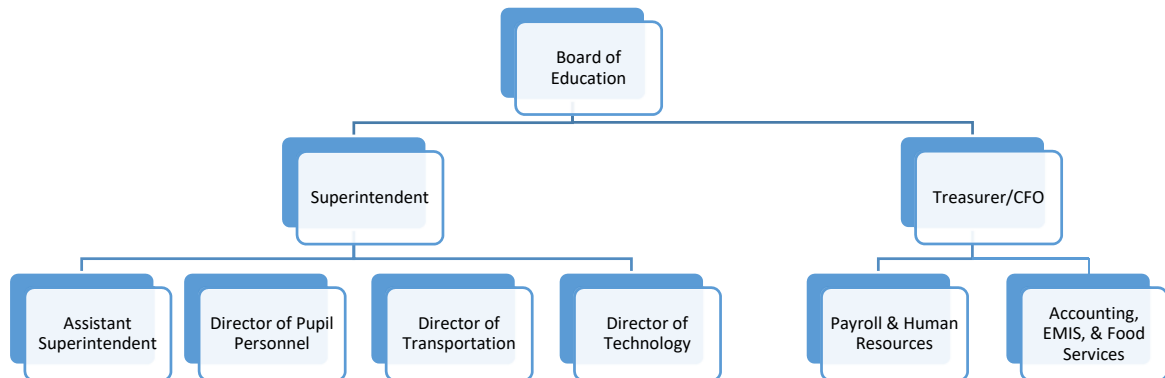 Board of
Education
Superintendent
Treasurer/CFO
Assistant
Superintendent
Director of Pupil
Personnel
Director of
Transportation
Director of
Technology
Payroll & Human
Resources
Accounting,
EMIS, & Food
Services